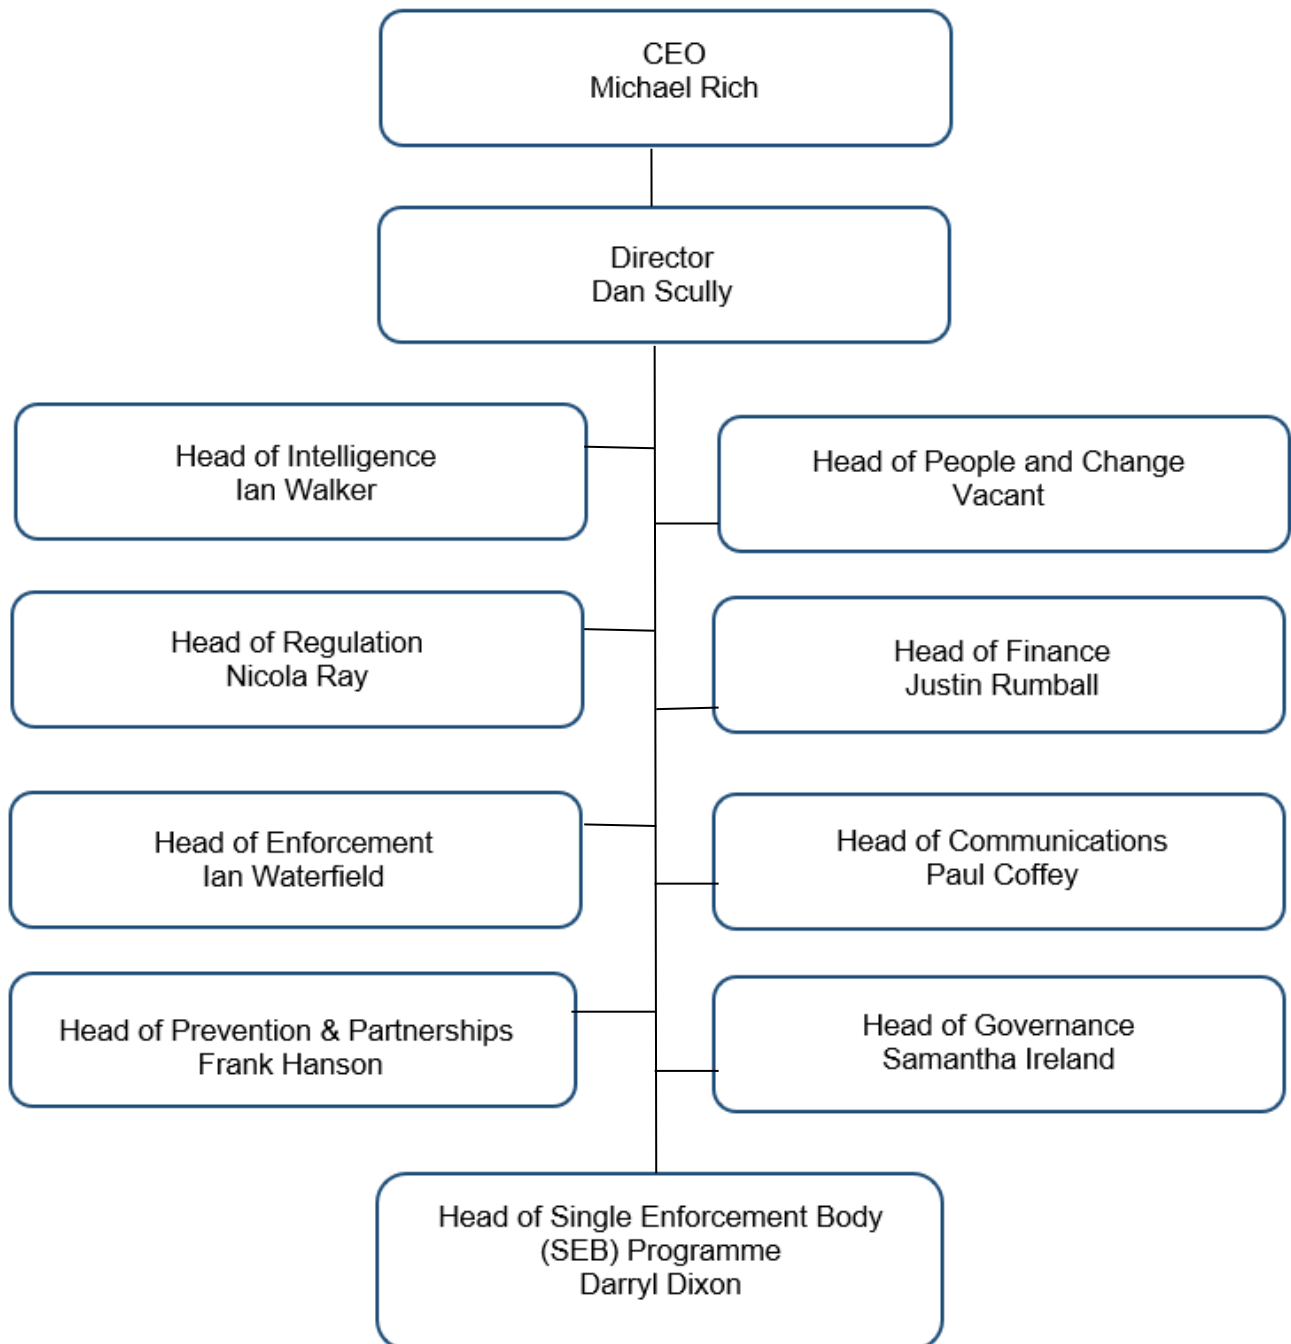 CEO
Michael Rich
Director
Dan Scully
Head of Intelligence
Ian Walker
Head of People and Change
Vacant
Head of Regulation
Nicola Ray
Head of Finance
Justin Rumball
Head of Enforcement
Ian Waterfield
Head of Communications
Paul Coffey
Head of Prevention & Partnerships
Frank Hanson
Head of Governance
Samantha Ireland
Head of Single Enforcement Body
(SEB) Programme
Darryl Dixon